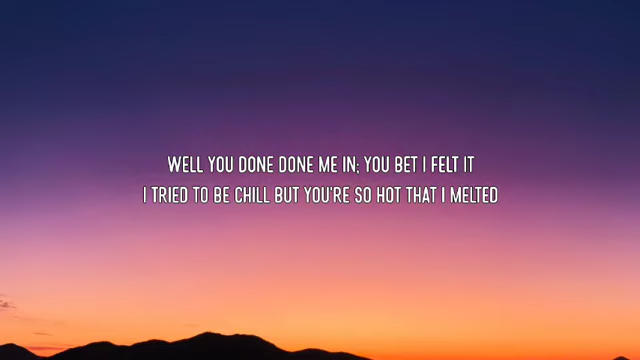 WELL YOU DONE DONE ME IN; YOU BET I FELT IT
I TRIED TO BE CHILL BUT YOU'RE SO HOT THAT I MELTED